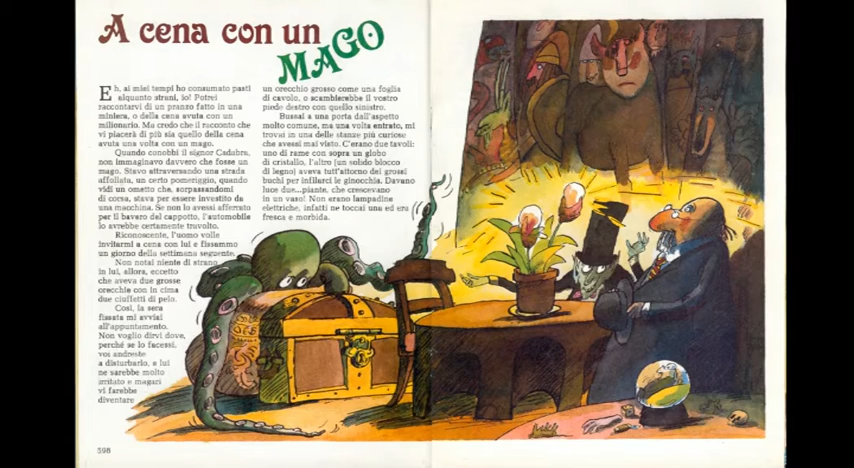 A cena con un
MAGO
Eh, ai miei tempi ho consumato pasti
alquanto strani, io! Potrei
raccontarvi di un pranzo fatto in una
miniera, o della cena avuta con un
milionario. Ma credo che il racconto che
vi piacerà di più sia quello della cena
avuta una volta con un mago.
Quando conobbi il signor Cadabra,
non immaginavo davvero che fosse un
mago. Stavo attraversando una strada
affollata, un certo pomeriggio, quando
vidi un ometto che, sorpassandomi
di corsa, stava per essere investito da
una macchina. Se non lo avessi afferrato
per il bavero del cappotto, l'automobile
lo avrebbe certamente travolto.
Riconoscente, l'uomo volle
invitarmi a cena con lui e fissammo
un giorno della settimana seguente.
Non notai niente di strano
in lui, allora, eccetto
che aveva due grosse
orecchie con in cima
due ciuffetti di pelo.
Così, la sera
fissata mi avviai
all'appuntamento.
Non voglio dirvi dove,
perché se lo facessi,
voi andreste
a disturbarlo, e lui
ne sarebbe molto
irritato e magari
vi farebbe
diventare
un orecchio grosso come una foglia
di cavolo, o scambierebbe il vostro
piede destro con quello sinistro.
Bussai a una porta dall'aspetto
molto comune, ma una volta entrato, mi
trovai in una delle stanze più curiose
che avessi mai visto. C'erano due tavoli:
uno di rame con sopra un globo
di cristallo, l'altro (un solido blocco
di legno) aveva tutt'attorno dei grossi
buchi per infilarci le ginocchia. Davano
luce due...piante, che crescevano
in un vaso! Non erano lampadine
elettriche, infatti ne toccai una ed era
fresca e morbida.
598